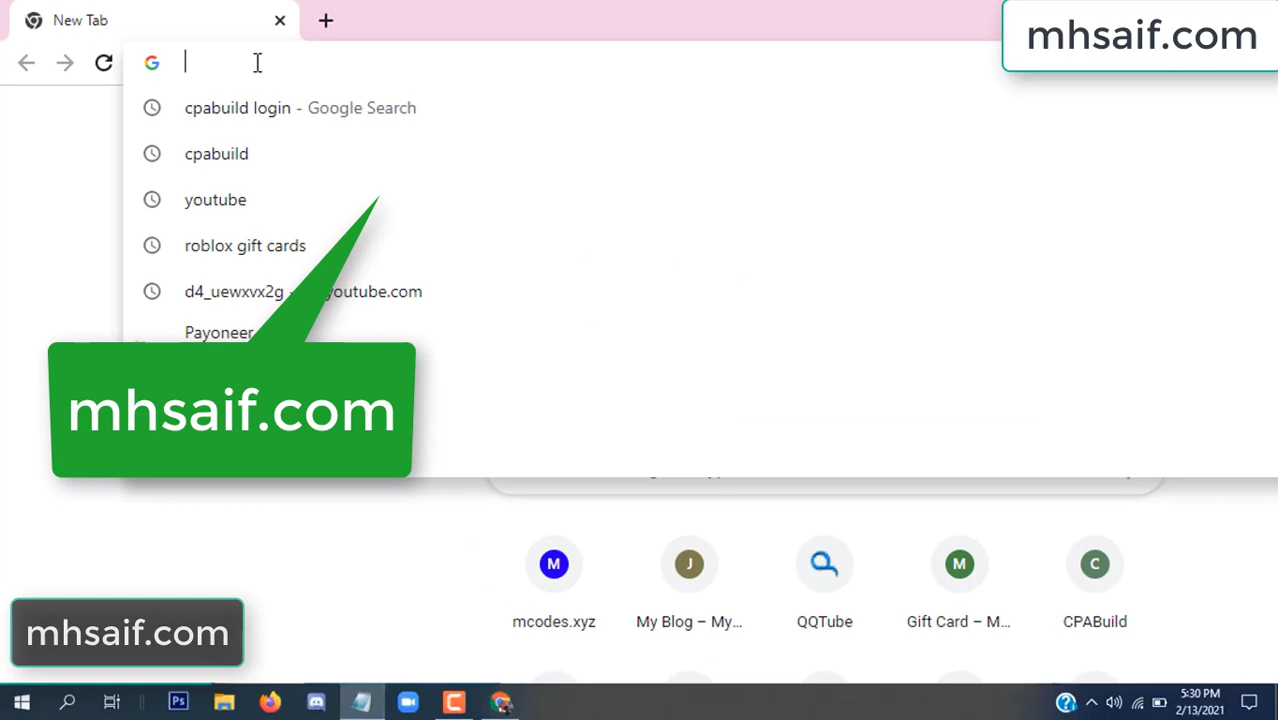 New Tab
mhsaif.com
cpabuild login - Google Search
cpabuild
youtube
roblox gift cards
d4_uewxvx2g - youtube.com
Payoneer
mhsaif.com
M
J
M
C
mcodes.xyz
My Blog – My...
QQTube
Gift Card – M...
CPABuild
mhsaif.com
Ps
5:30 PM
2/13/2021